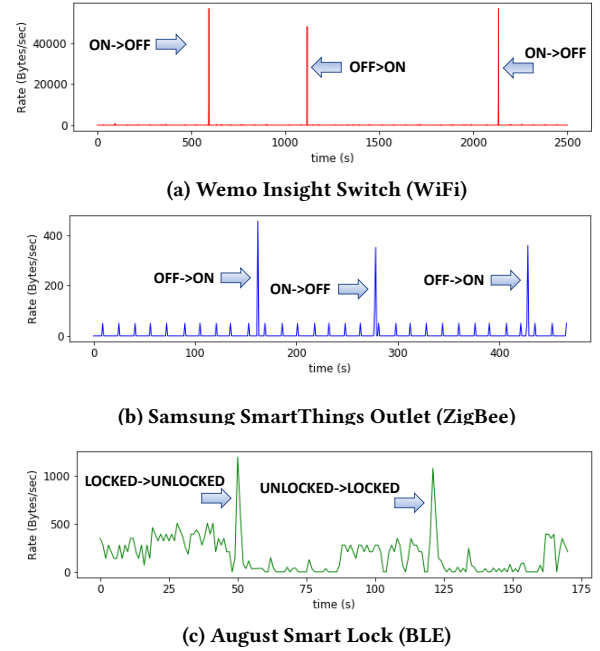 ON->OFF
OFF>ON
ON->OFF
Rate (Bytes/sec)
40000
20000
0
0 500 1000 1500 2000 2500
time (s)
(a) Wemo Insight Switch (WiFi)
OFF->ON
ON->OFF
OFF->ON
Rate (Bytes/sec)
400
200
0
0 100 200 300 400
time (s)
(b) Samsung SmartThings Outlet (ZigBee)
LOCKED->UNLOCKED
UNLOCKED->LOCKED
Rate (Bytes/sec)
1000
500
0
0 25 50 75 100 125 150 175
time (s)
(c) August Smart Lock (BLE)